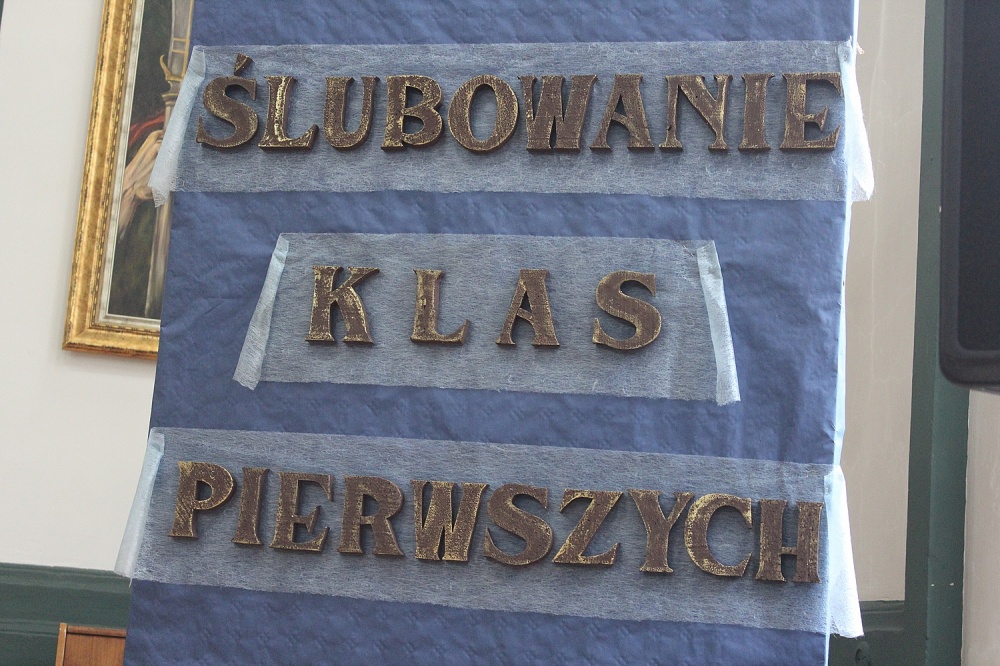 ŚLUBOWANIE
KLAS
PIERWSZYCH